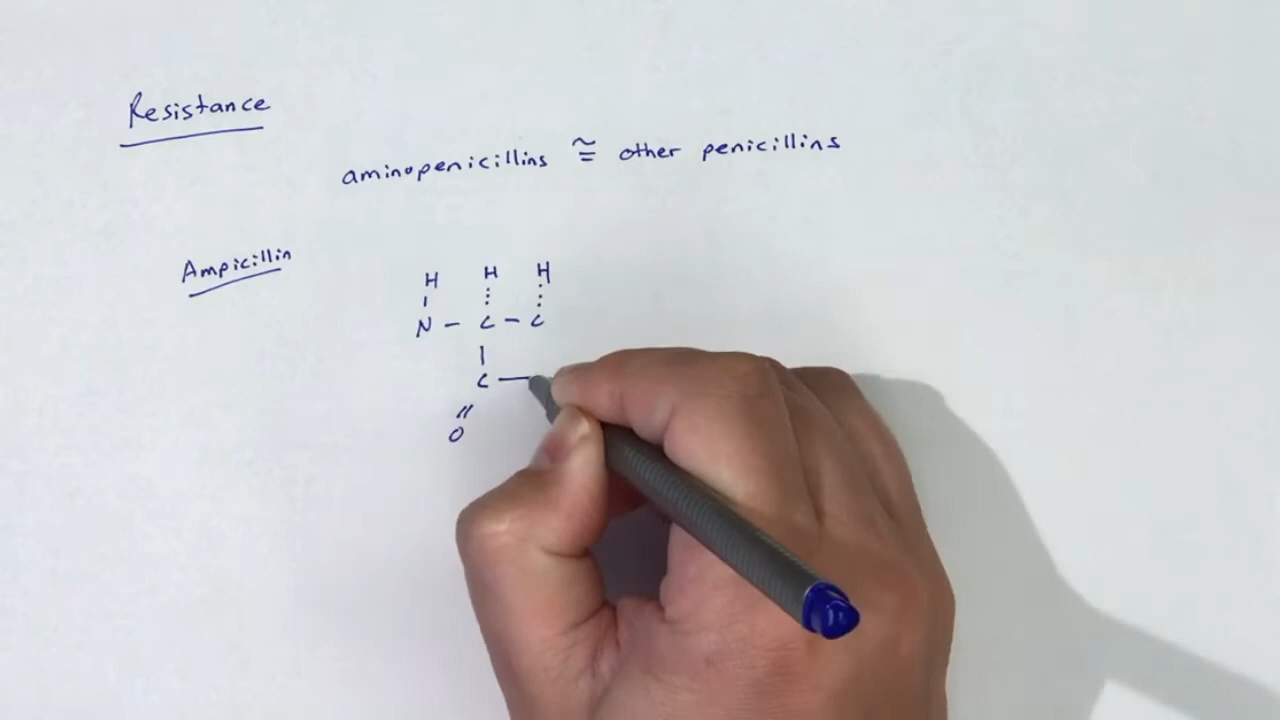 Resistance
aminopenicillins ≅ other penicillins
Ampicillin
H H H
N - C - C
C —
O